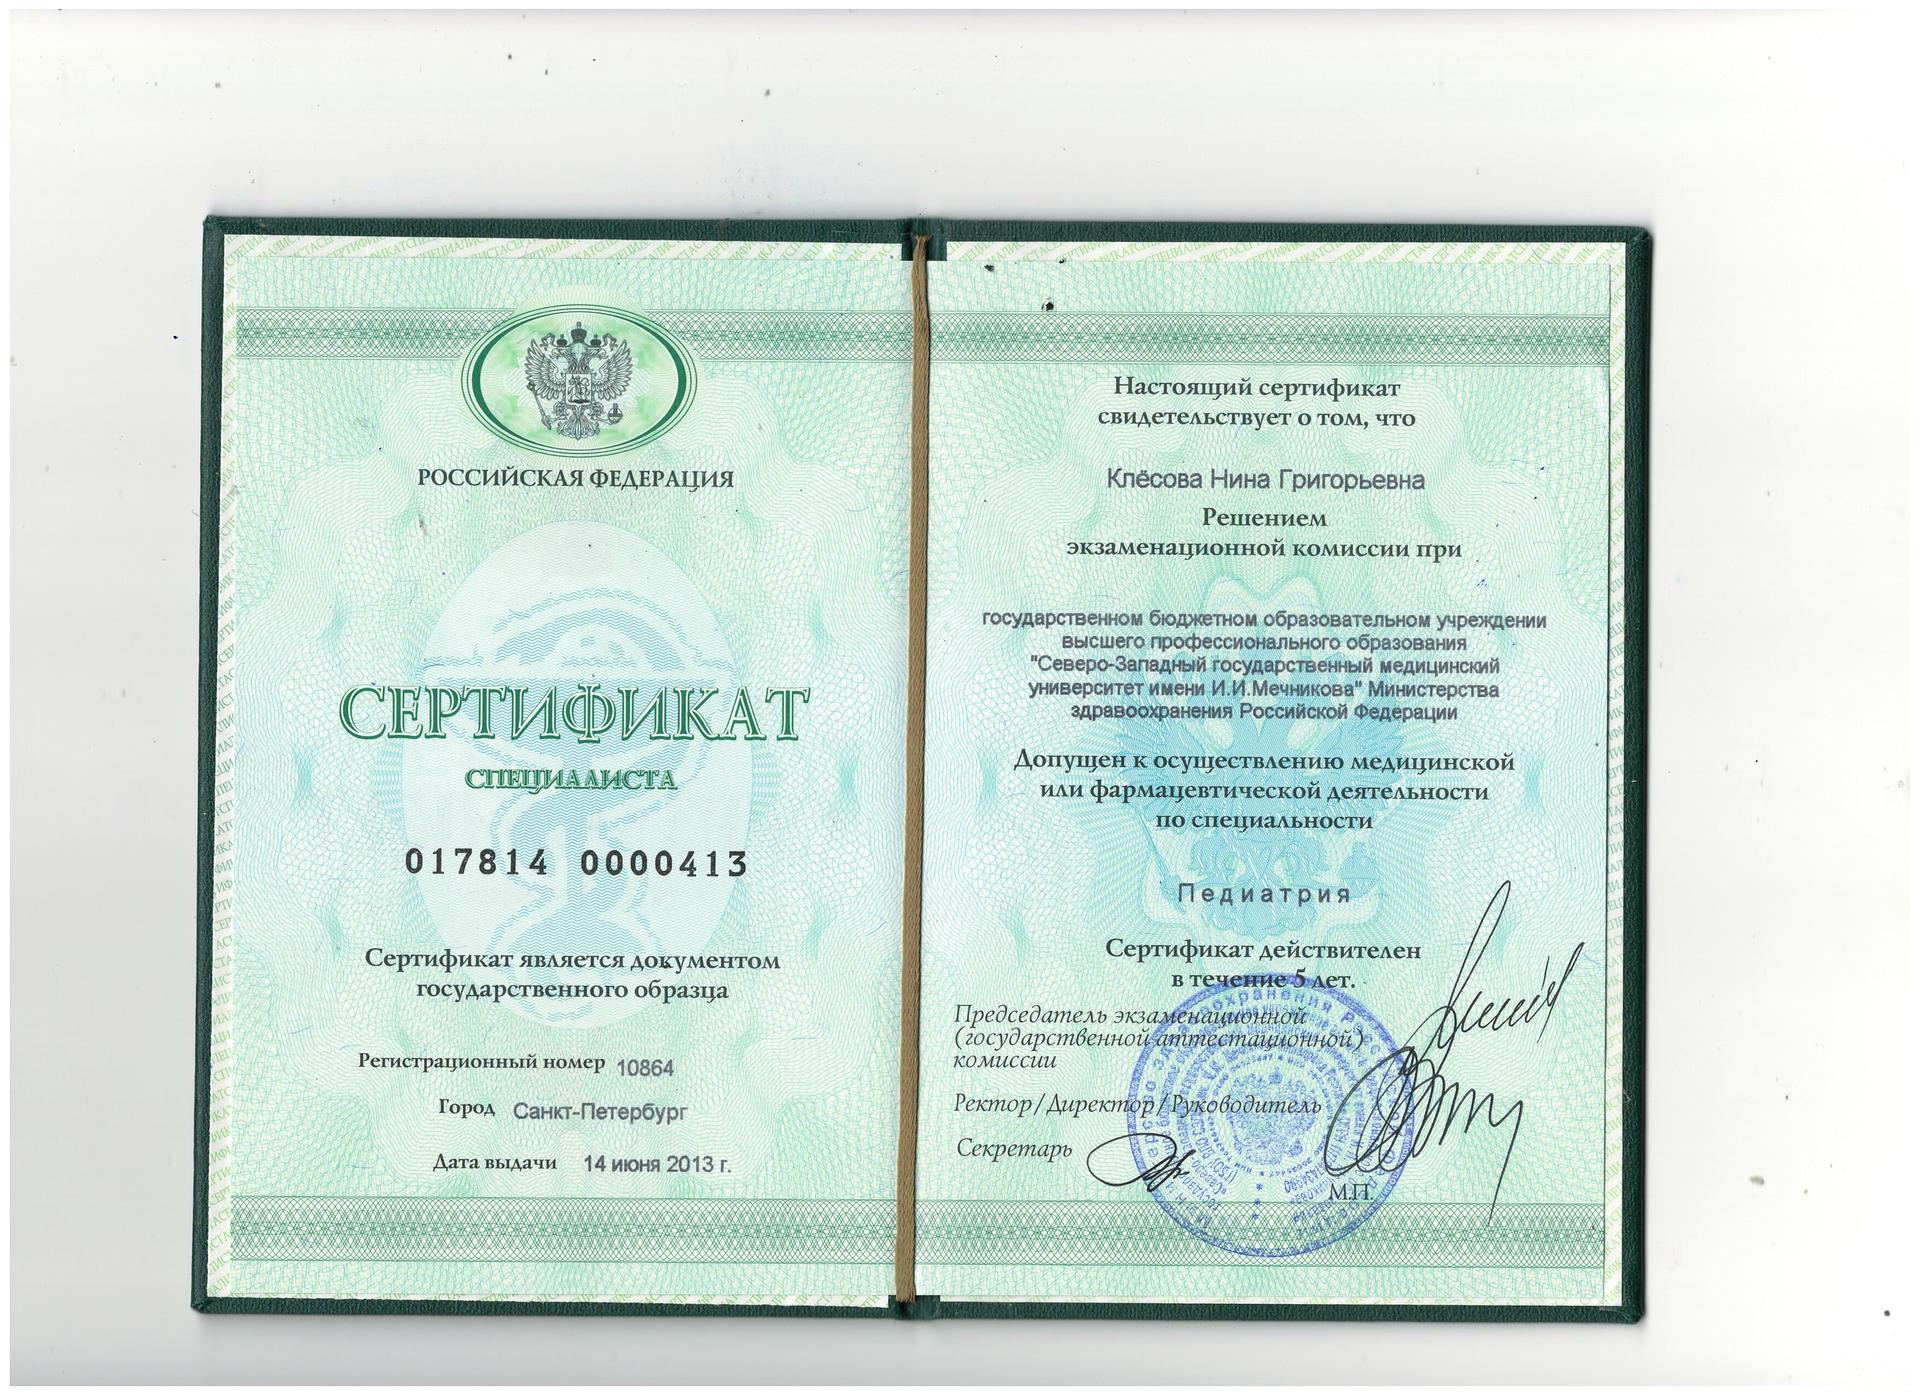 РОССИЙСКАЯ ФЕДЕРАЦИЯ
СЕРТИФИКАТ
СПЕЦИАЛИСТА
017814 0000413
Сертификат является документом
государственного образца
Регистрационный номер 10864
Город Санкт-Петербург
Дата выдачи 14 июня 2013 г.
Настоящий сертификат
свидетельствует о том, что
Клёсова Нина Григорьевна
Решением
экзаменационной комиссии при
государственном бюджетном образовательном учреждении
высшего профессионального образования
"Северо-Западный государственный медицинский
университет имени И.И.Мечникова" Министерства
здравоохранения Российской Федерации
Допущен к осуществлению медицинской
или фармацевтической деятельности
по специальности
Педиатрия
Сертификат действителен
в течение 5 лет.
Председатель экзаменационной
(государственной аттестационной)
комиссии
Ректор/Директор/Руководитель
Секретарь
М.П.